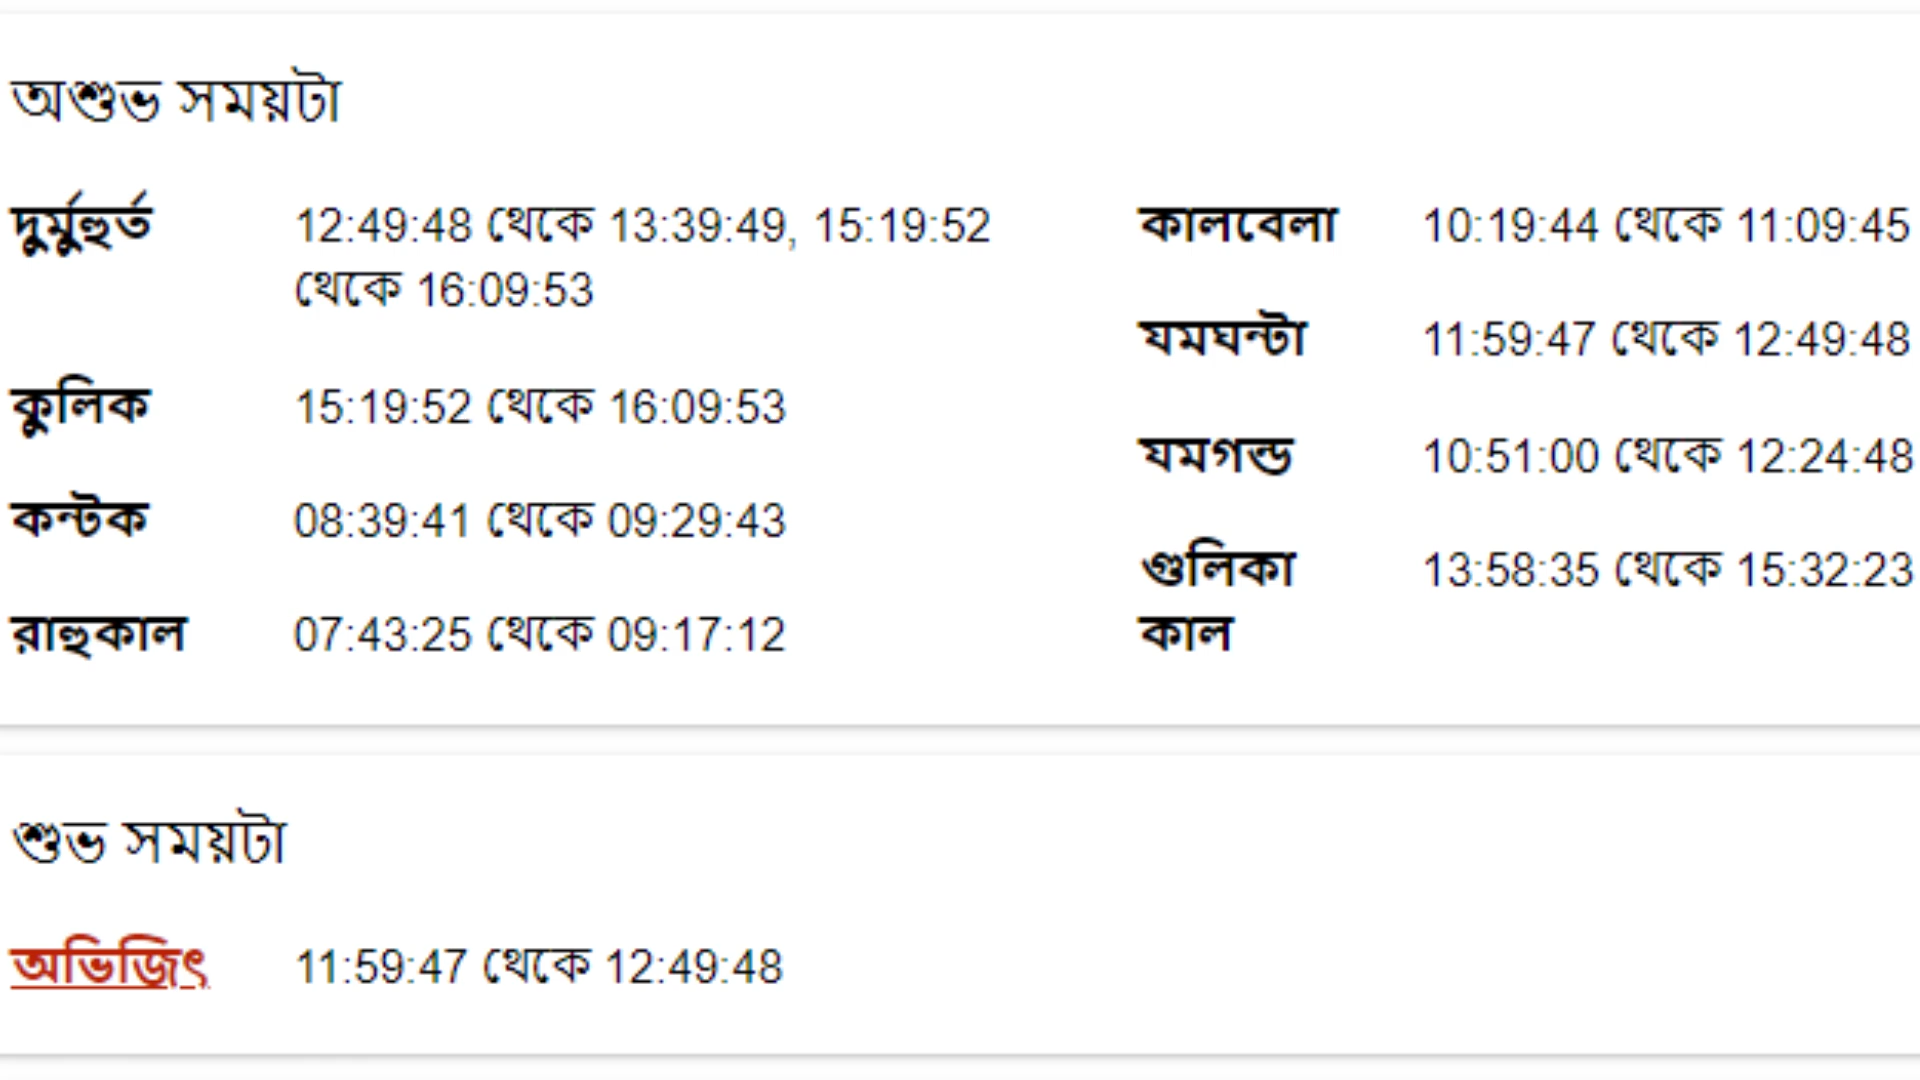 অশুভ সময়টা
দুর্মুহুর্ত 12:49:48 থেকে 13:39:49, 15:19:52
থেকে 16:09:53
কুলিক 15:19:52 থেকে 16:09:53
কন্টক 08:39:41 থেকে 09:29:43
রাহুকাল 07:43:25 থেকে 09:17:12
কালবেলা 10:19:44 থেকে 11:09:45
যমঘন্টা 11:59:47 থেকে 12:49:48
যমগন্ড 10:51:00 থেকে 12:24:48
গুলিকা 13:58:35 থেকে 15:32:23
কাল
শুভ সময়টা
অভিজিৎ 11:59:47 থেকে 12:49:48